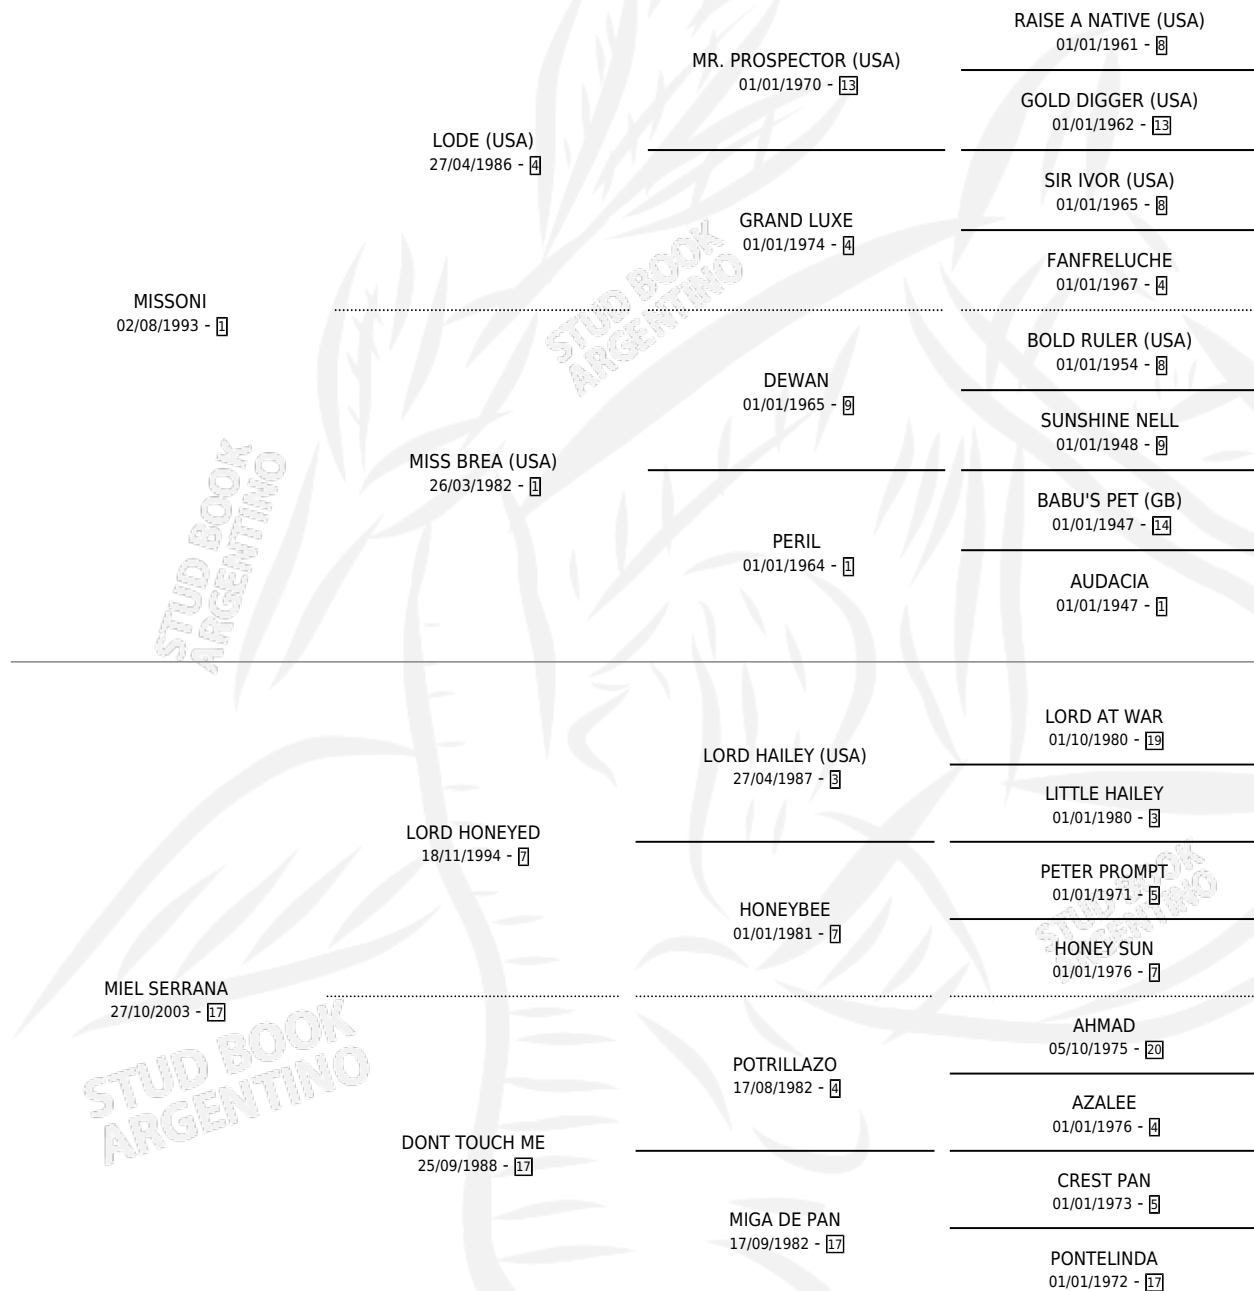 RAISE A NATIVE (USA)
01/01/1961 - 8
MR. PROSPECTOR (USA)
01/01/1970 - 13
GOLD DIGGER (USA)
01/01/1962 - 13
LODE (USA)
27/04/1986 - 4
SIR IVOR (USA)
01/01/1965 - 8
GRAND LUXE
01/01/1974 - 4
FANFRELUCHE
01/01/1967 - 4
MISSONI
02/08/1993 - 1
STUD BOOK
ARGENTINO
BOLD RULER (USA)
01/01/1954 - 8
DEWAN
01/01/1965 - 9
SUNSHINE NELL
01/01/1948 - 9
MISS BREA (USA)
26/03/1982 - 1
BABU'S PET (GB)
01/01/1947 - 14
PERIL
01/01/1964 - 1
AUDACIA
01/01/1947 - 1
STUD BOOK
ARGENTINO
LORD AT WAR
01/10/1980 - 19
LORD HAILEY (USA)
27/04/1987 - 3
LITTLE HAILEY
01/01/1980 - 3
LORD HONEYED
18/11/1994 - 7
PETER PROMPT
01/01/1971 - 5
HONEYBEE
01/01/1981 - 7
STUD BOOK
ARGENTINO
HONEY SUN
01/01/1976 - 7
MIEL SERRANA
27/10/2003 - 17
STUD BOOK
ARGENTINO
AHMAD
05/10/1975 - 20
POTRILLAZO
17/08/1982 - 4
AZALEE
01/01/1976 - 4
DONT TOUCH ME
25/09/1988 - 17
CREST PAN
01/01/1973 - 5
MIGA DE PAN
17/09/1982 - 17
PONTELINDA
01/01/1972 - 17